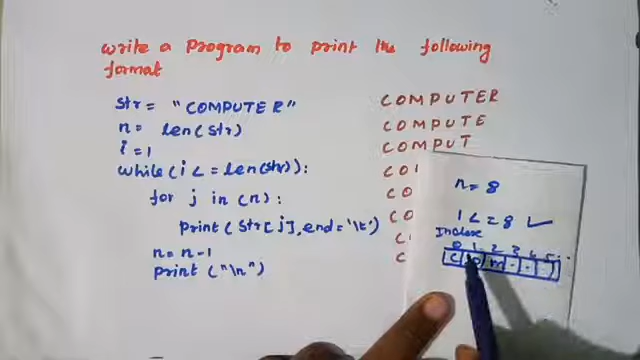 write a program to print the following
format
str = "COMPUTER"
n = len(str)
i=1
while(i <= len(str)):
for j in (n):
print(str[j], end='\t')
n = n-1
print("\n")
COMPUTER
COMPUTE
COMPUT
CO
CO
CO
C
C
n = 8
1 <= 8 ✓
Index
0 1 2 3 4 5 . .
C O m . . .